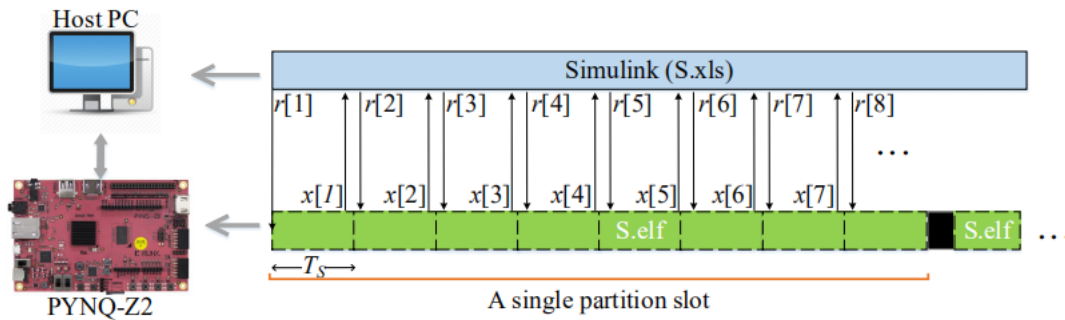 Host PC
Simulink (S.xls)
r[1] r[2] r[3] r[4] r[5] r[6] r[7] r[8]
...
x[1] x[2] x[3] x[4] x[5] x[6] x[7]
S.elf S.elf ...
T_S
A single partition slot
PYNQ-Z2